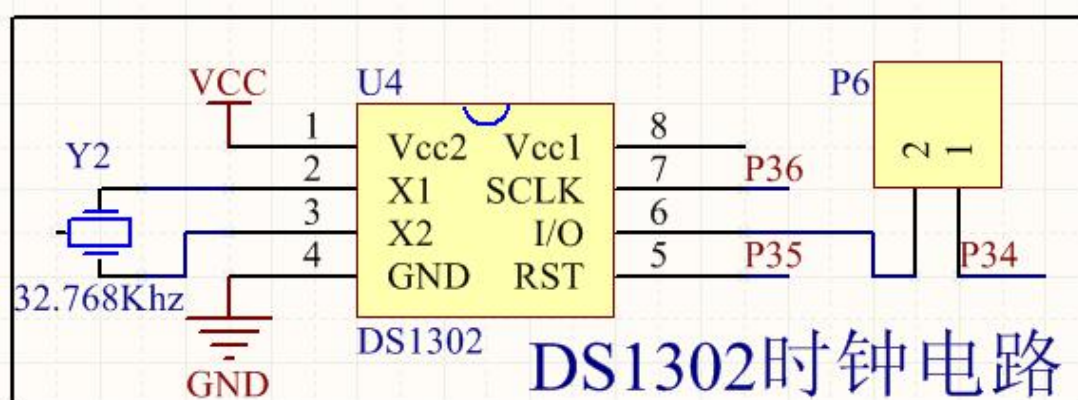 VCC
U4
P6
1
8
Vcc2
Vcc1
2
1
Y2
2
7
P36
X1
SCLK
3
6
X2
I/O
4
5
P35
P34
GND
RST
32.768Khz
DS1302
DS1302时钟电路
GND